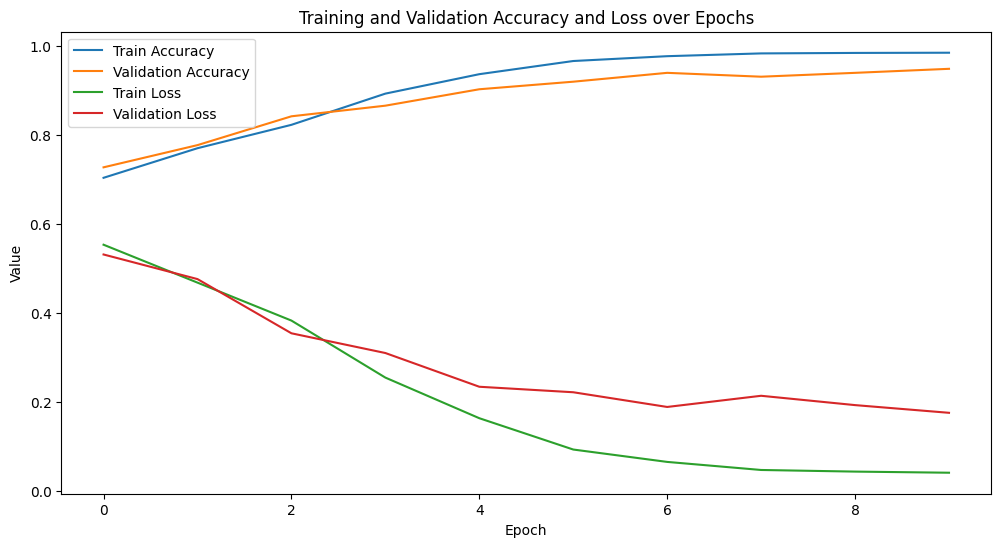 Training and Validation Accuracy and Loss over Epochs
Train Accuracy
Validation Accuracy
Train Loss
Validation Loss
Value
1.0
0.8
0.6
0.4
0.2
0.0
0 2 4 6 8
Epoch